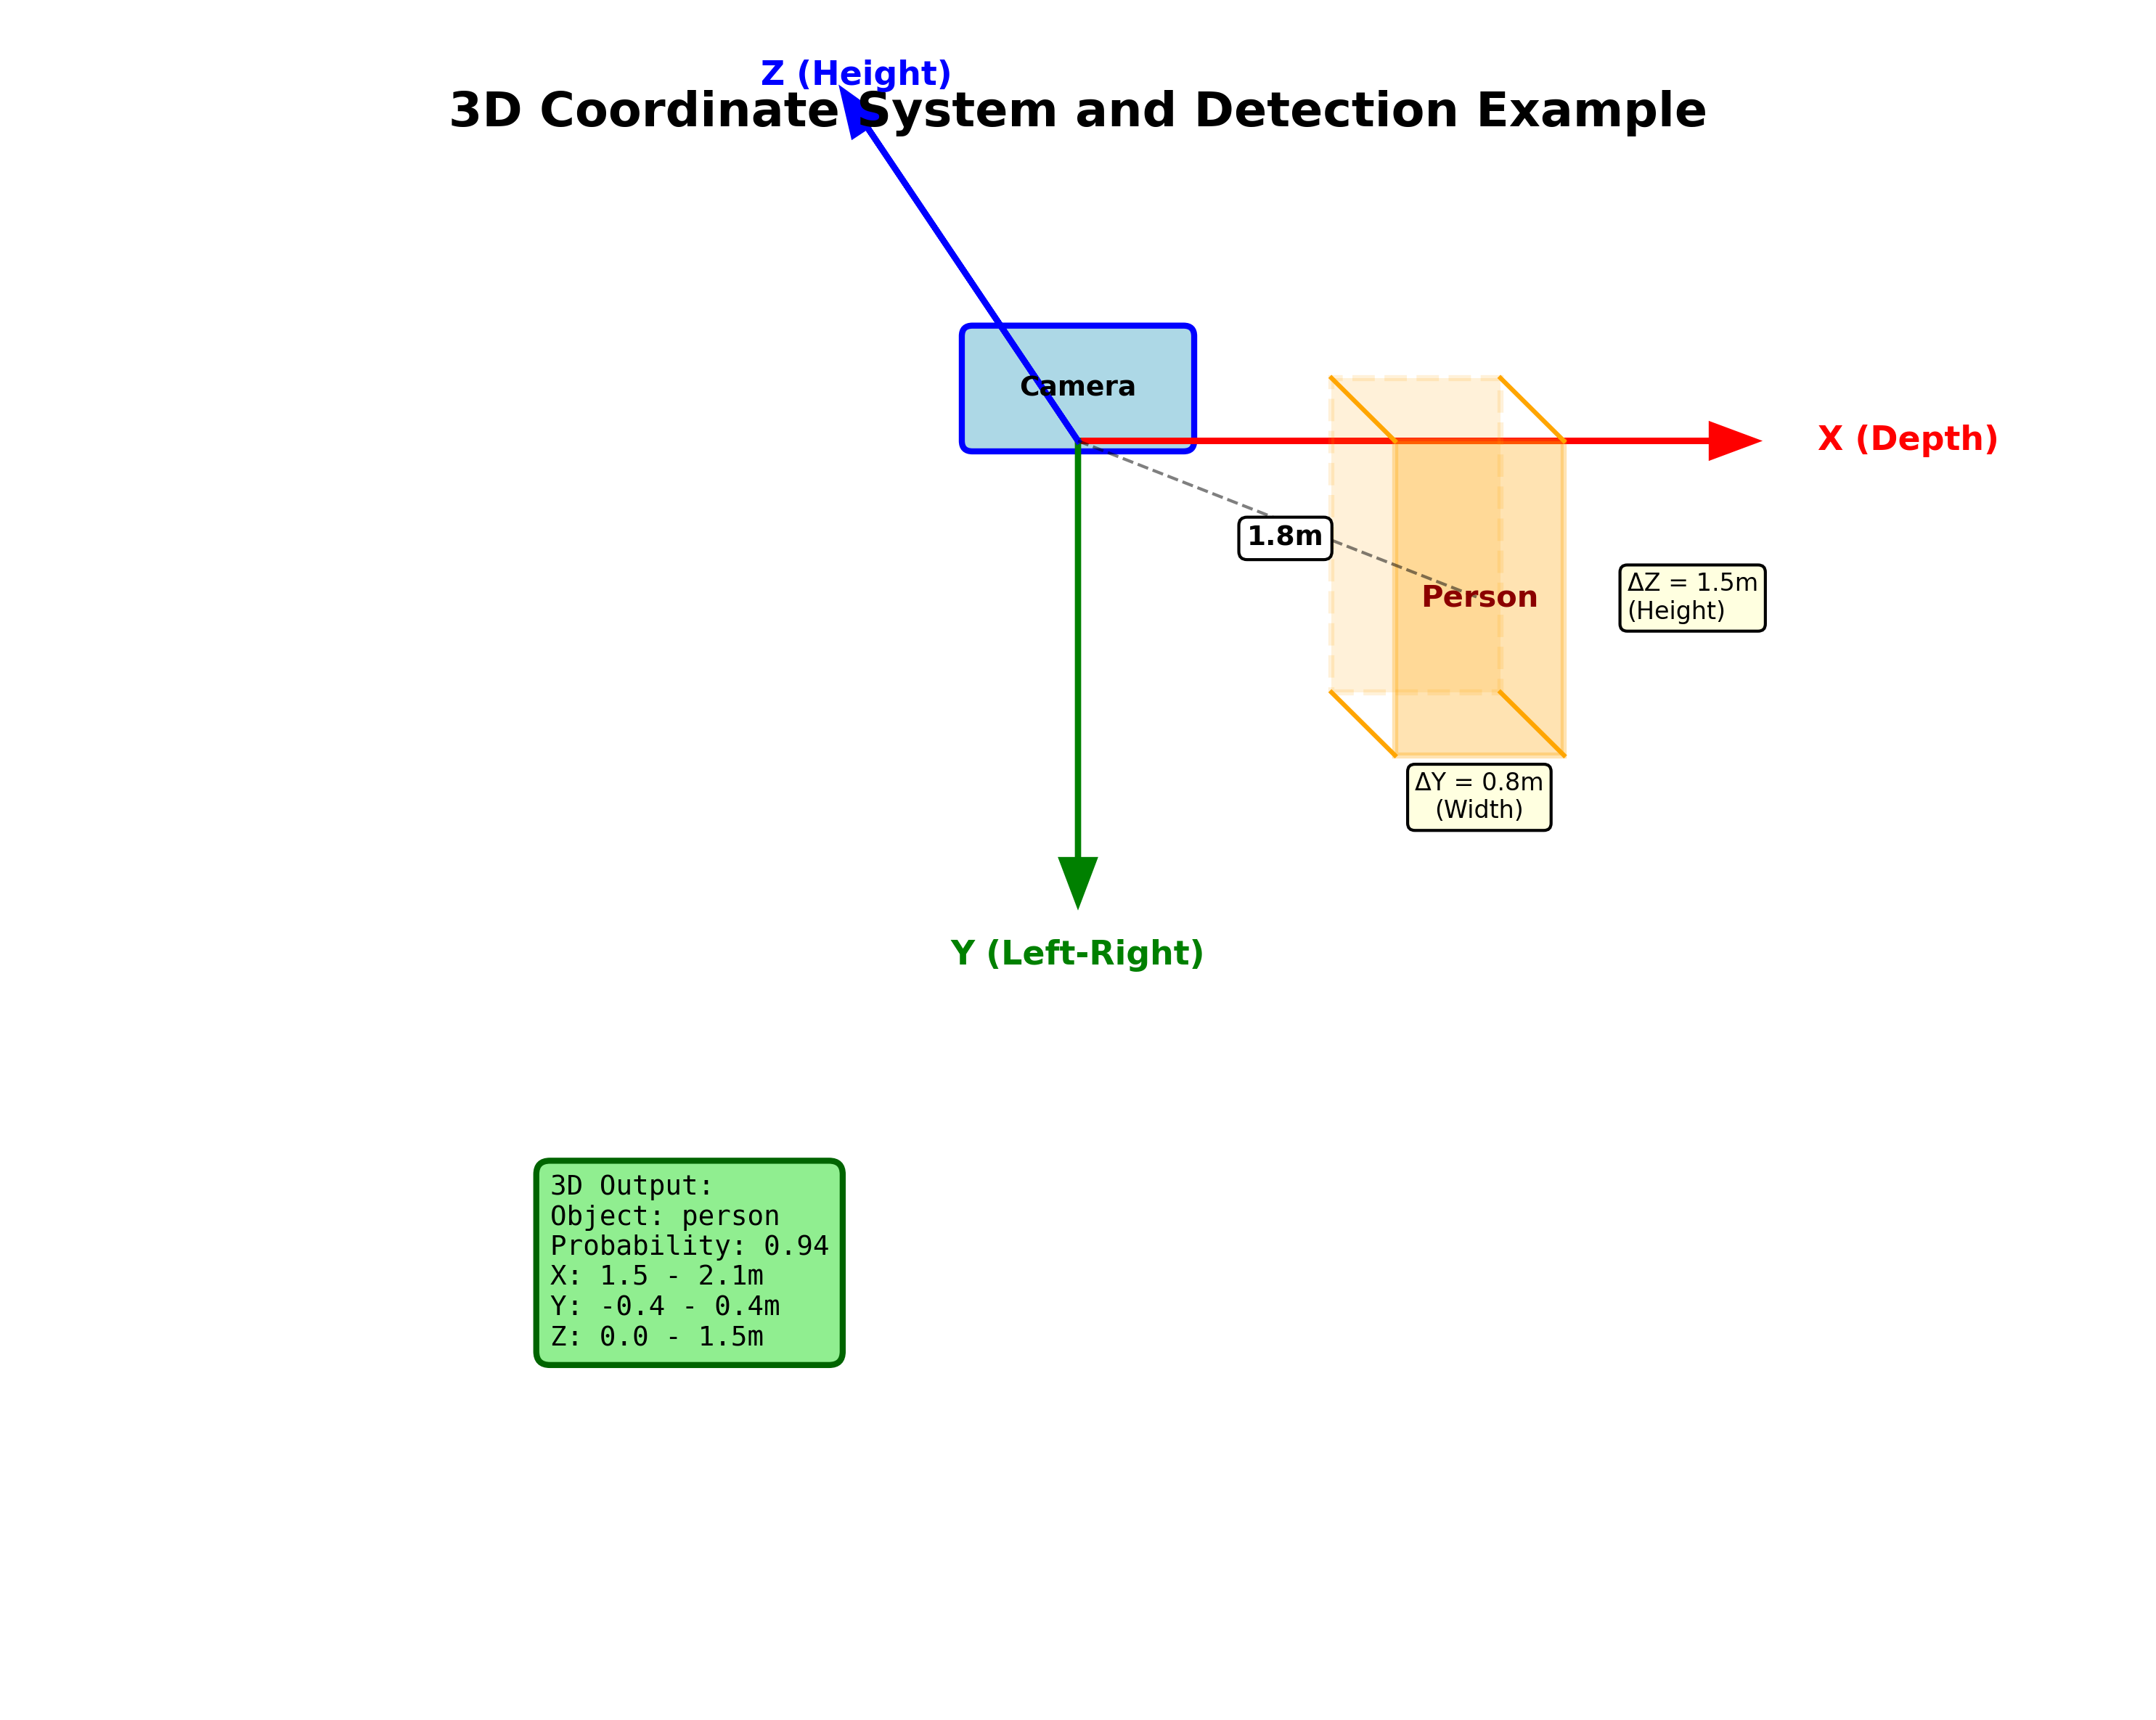 Z (Height)
3D Coordinate System and Detection Example
Camera
X (Depth)
1.8m
Person
ΔZ = 1.5m
(Height)
ΔY = 0.8m
(Width)
Y (Left-Right)
3D Output:
Object: person
Probability: 0.94
X: 1.5 - 2.1m
Y: -0.4 - 0.4m
Z: 0.0 - 1.5m